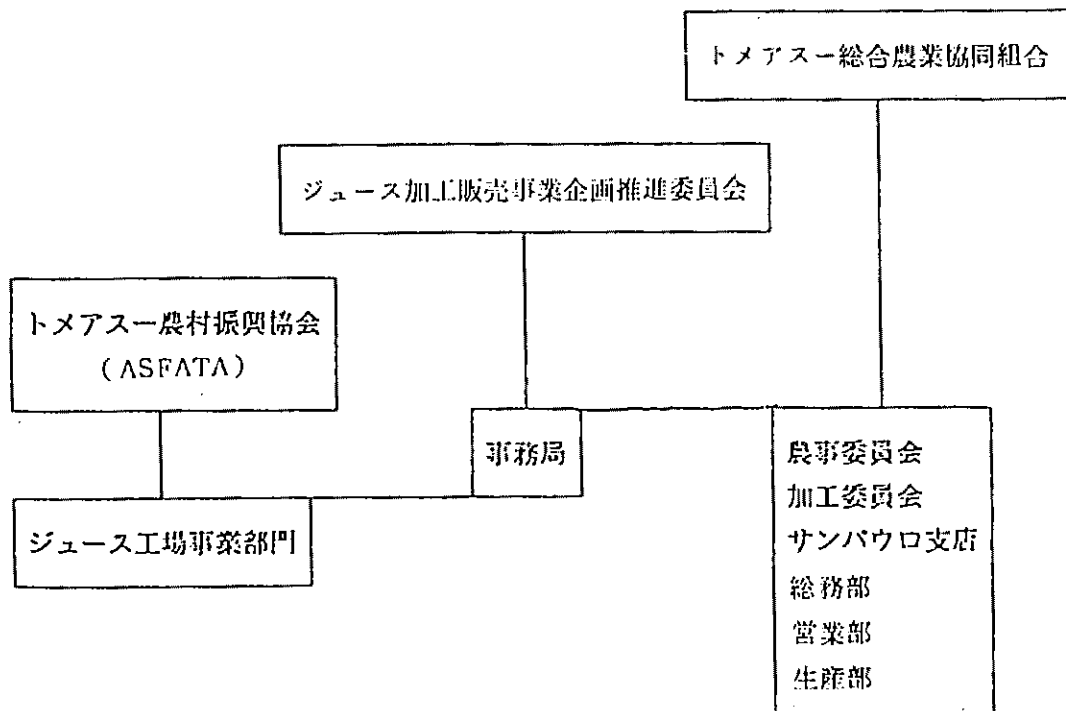 トメアスー総合農業協同組合
ジュース加工販売事業企画推進委員会
トメアスー農村振興協会
(ASFATA)
事務局
ジュース工場事業部門
農事委員会
加工委員会
サンパウロ支店
総務部
営業部
生産部